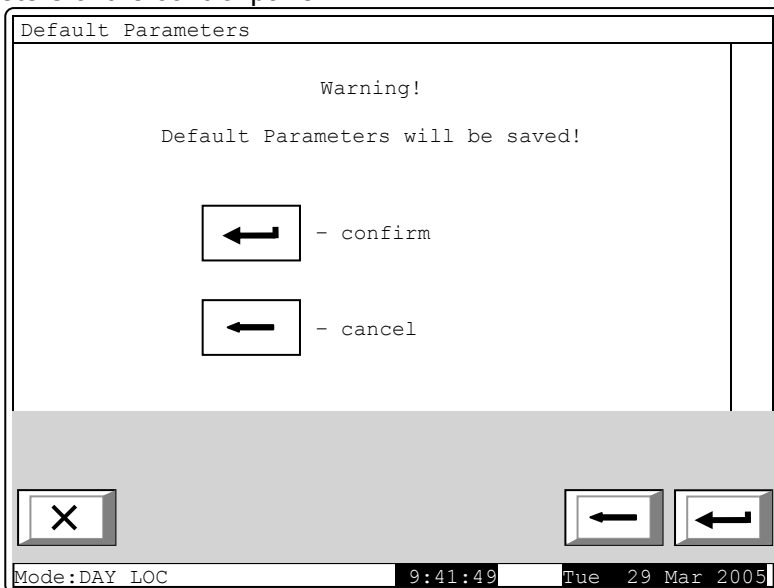 Default Parameters
Warning!
Default Parameters will be saved!
- confirm
- cancel
Mode:DAY LOC 9:41:49 Tue 29 Mar 2005